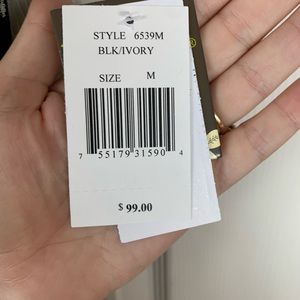 STYLE 6539M
BLK/IVORY
SIZE M
7 55179 31590 4
$ 99.00